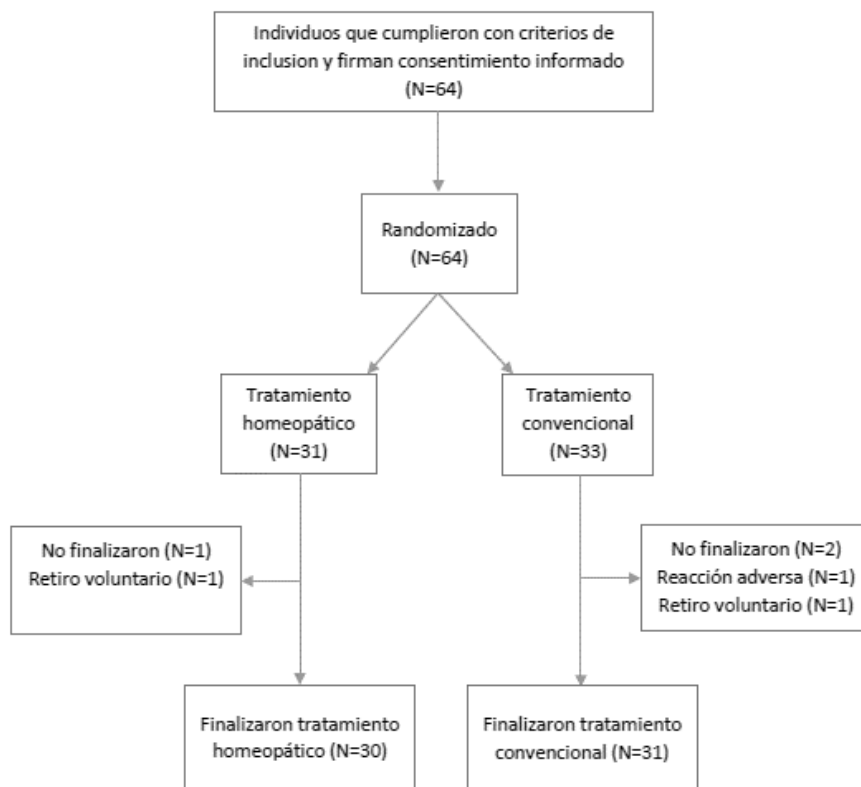 Individuos que cumplieron con criterios de
inclusion y firman consentimiento informado
(N=64)
Randomizado
(N=64)
Tratamiento
homeopático
(N=31)
Tratamiento
convencional
(N=33)
No finalizaron (N=1)
Retiro voluntario (N=1)
No finalizaron (N=2)
Reacción adversa (N=1)
Retiro voluntario (N=1)
Finalizaron tratamiento
homeopático (N=30)
Finalizaron tratamiento
convencional (N=31)